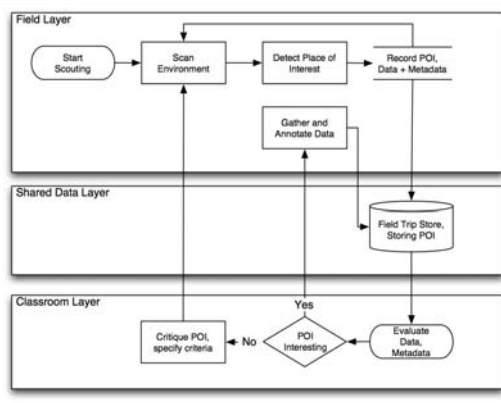 Field Layer
Start
Scouting
Scan
Environment
Detect Place of
Interest
Record POI,
Data + Metadata
Gather and
Annotate Data
Shared Data Layer
Field Trip Store,
Storing POI
Classroom Layer
Yes
Critique POI,
specify criteria
No
POI
Interesting
Evaluate
Data,
Metadata